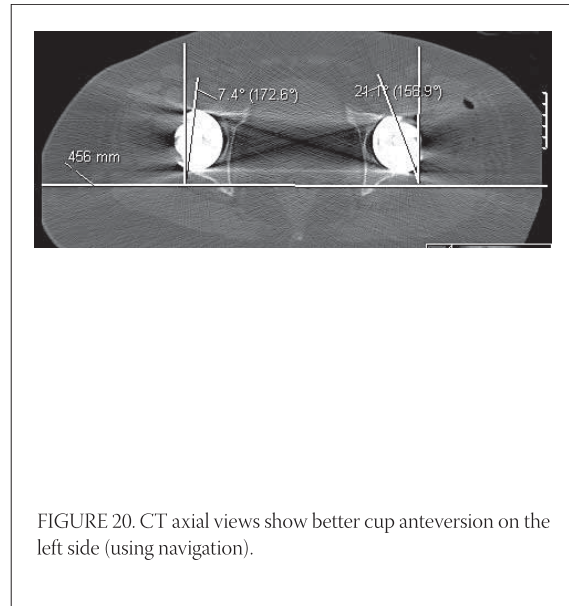 7.4° (172.6°)
21.1° (158.9°)
456 mm
FIGURE 20. CT axial views show better cup anteversion on the
left side (using navigation).